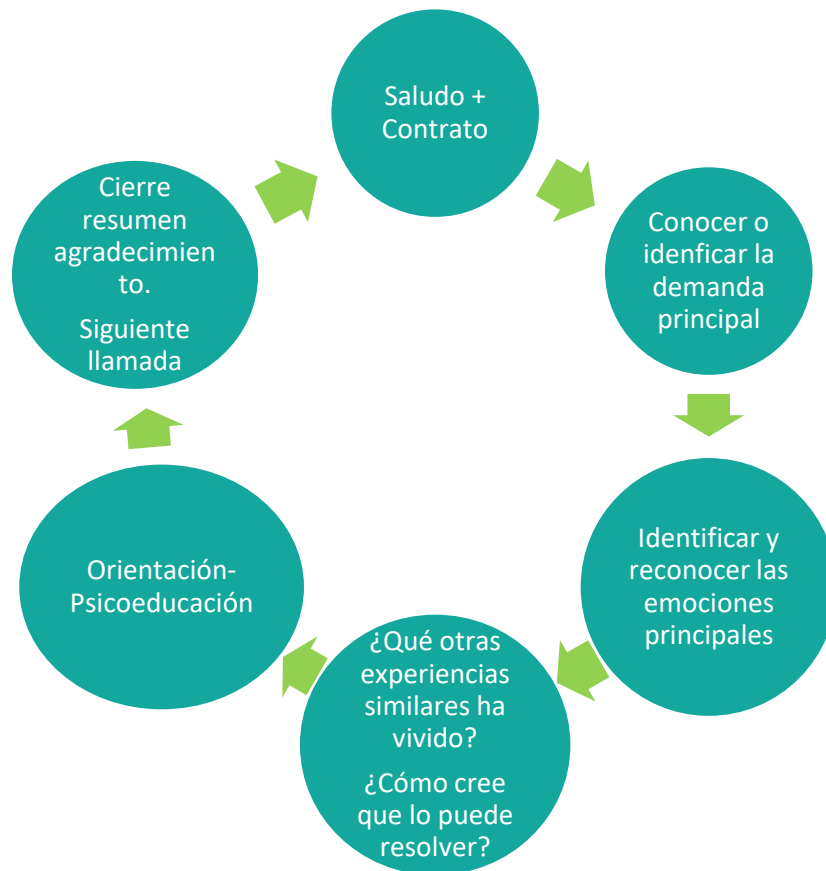 Saludo +
Contrato
Conocer o
idenficar la
demanda
principal
Identificar y
reconocer las
emociones
principales
¿Qué otras
experiencias
similares ha
vivido?
¿Cómo cree
que lo puede
resolver?
Orientación-
Psicoeducación
Cierre
resumen
agradecimien
to.
Siguiente
llamada